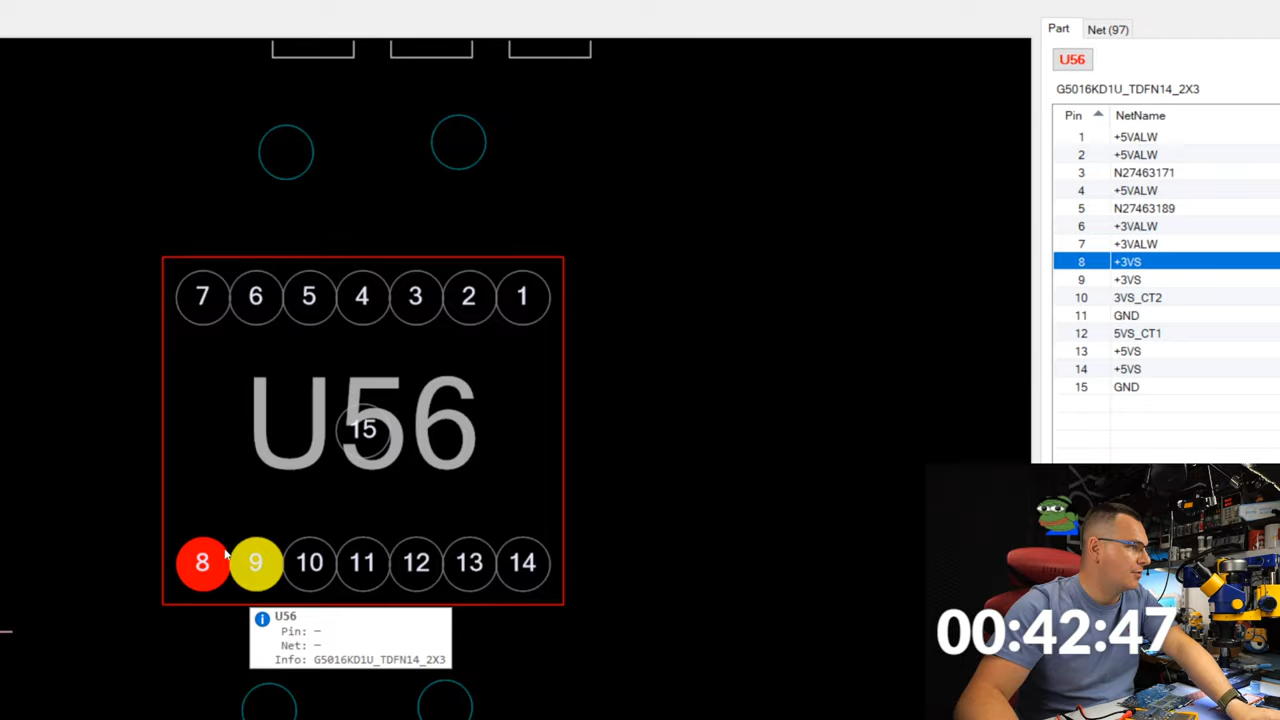 Part Net (97)
U56
G5016KD1U_TDFN14_2X3
Pin NetName
1 +5VALW
2 +5VALW
3 N27463171
4 +5VALW
5 N27463189
6 +3VALW
7 +3VALW
8 +3VS
9 +3VS
10 3VS_CT2
11 GND
12 5VS_CT1
13 +5VS
14 +5VS
15 GND
7 6 5 4 3 2 1
U56
15
8 9 10 11 12 13 14
U56
Pin: –
Net: –
Info: G5016KD1U_TDFN14_2X3
00:42:47